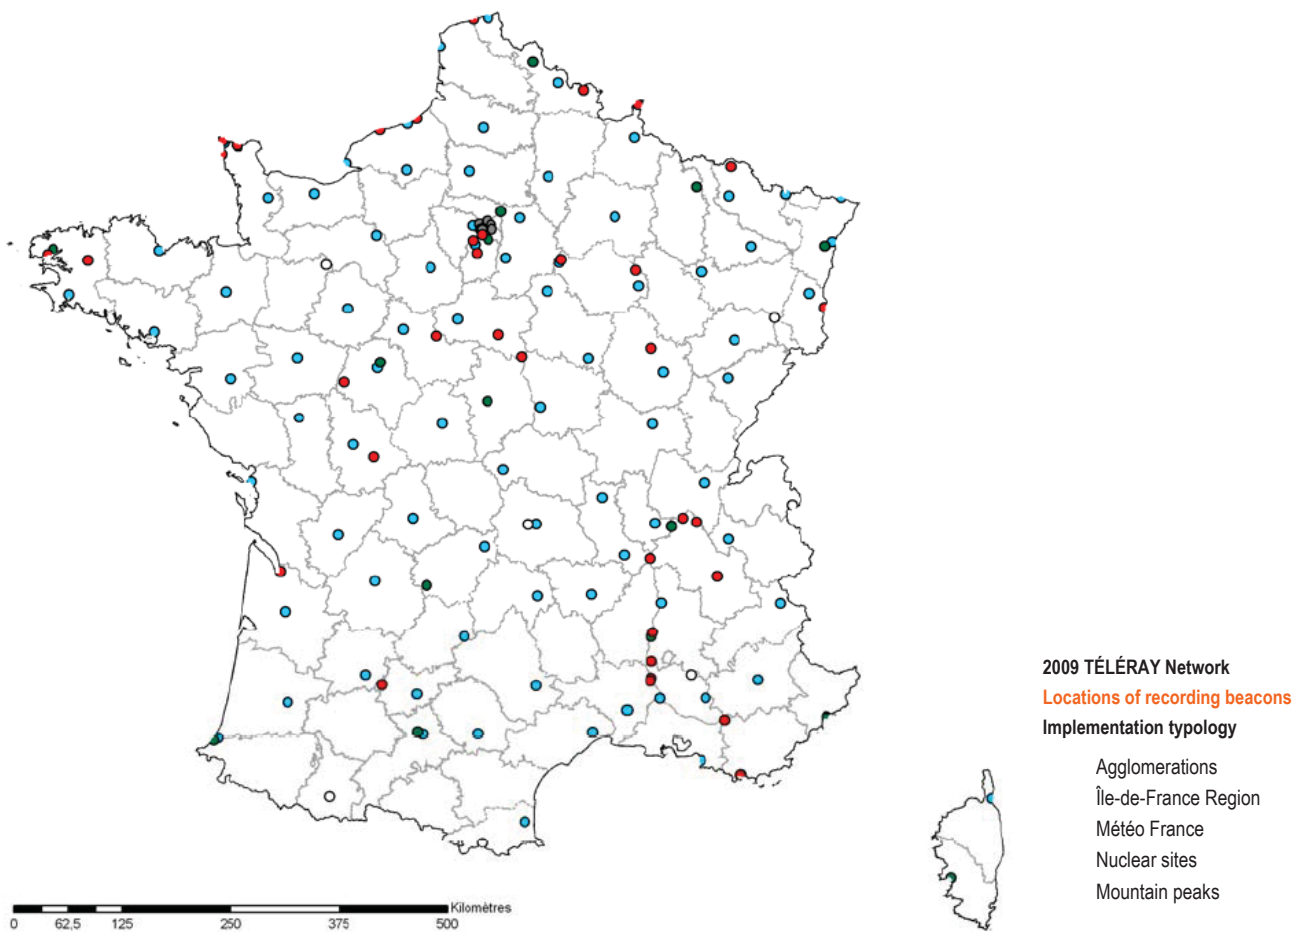 2009 TÉLÉRAY Network
Locations of recording beacons
Implementation typology
Agglomerations
Île-de-France Region
Météo France
Nuclear sites
Mountain peaks
Kilomètres
0 62,5 125 250 375 500